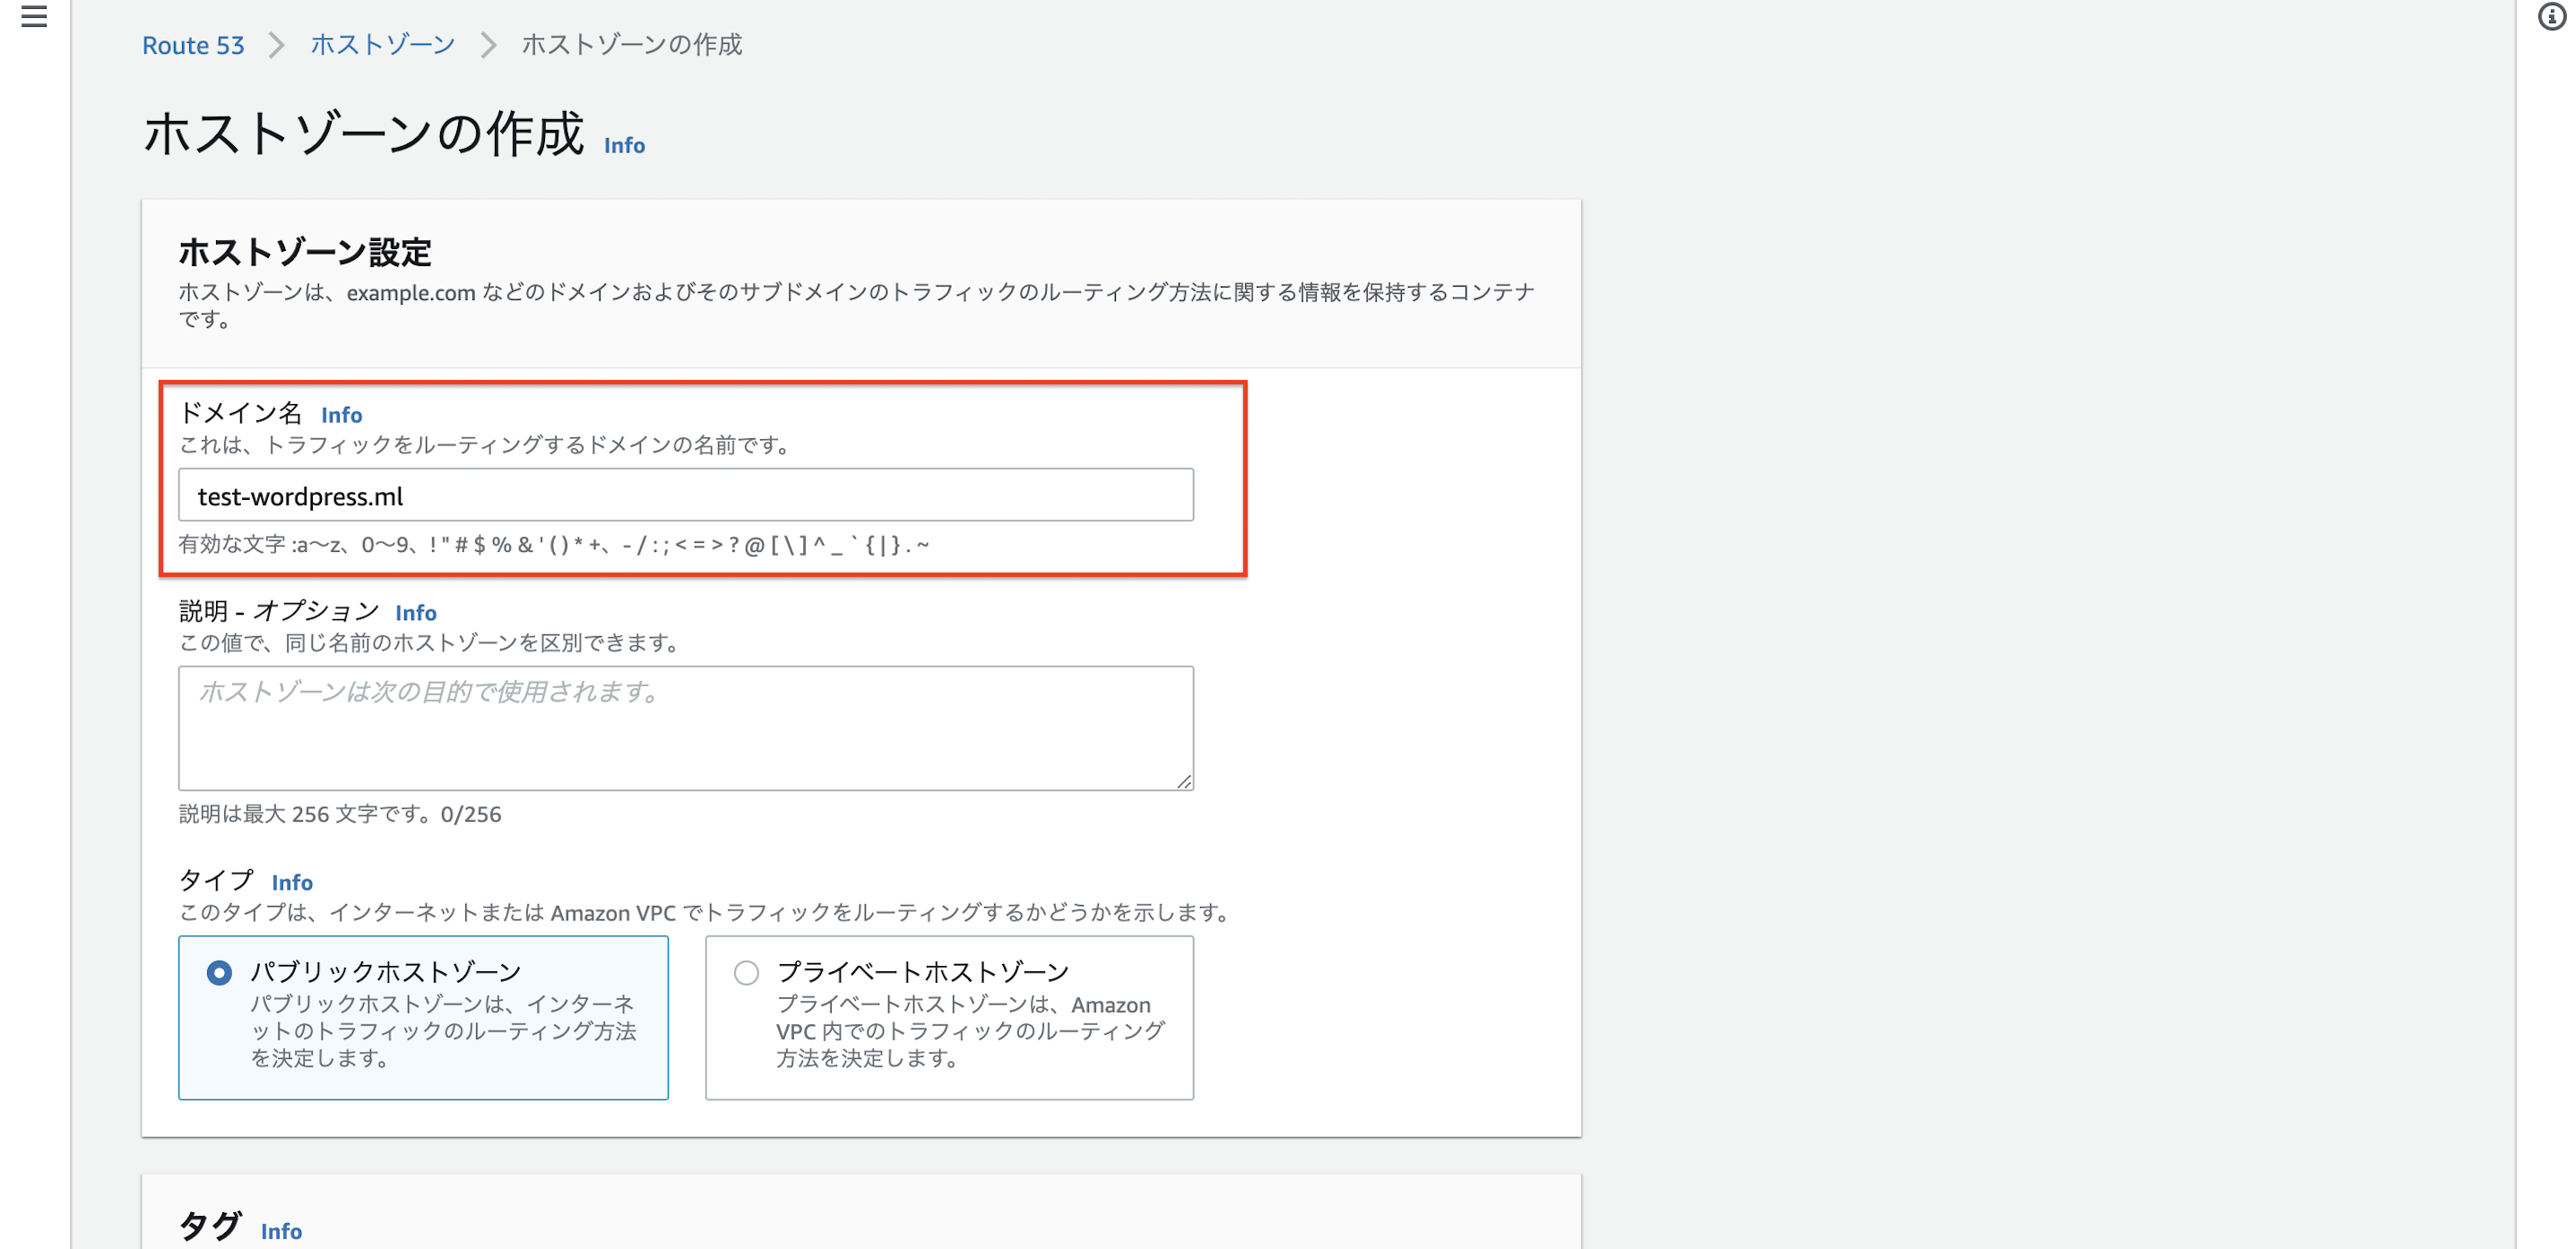 Route 53 > ホストゾーン > ホストゾーンの作成
ホストゾーンの作成 Info
ホストゾーン設定
ホストゾーンは、example.com などのドメインおよびそのサブドメインのトラフィックのルーティング方法に関する情報を保持するコンテナ
です。
ドメイン名 Info
これは、トラフィックをルーティングするドメインの名前です。
test-wordpress.ml
有効な文字 :a〜z、0〜9、! " # $ % & ' ( ) * +、 - / : ; < = > ? @ [ \ ] ^ _ ` { | } . ~
説明 - オプション Info
この値で、同じ名前のホストゾーンを区別できます。
ホストゾーンは次の目的で使用されます。
説明は最大 256 文字です。0/256
タイプ Info
このタイプは、インターネットまたは Amazon VPC でトラフィックをルーティングするかどうかを示します。
パブリックホストゾーン
パブリックホストゾーンは、インターネ
ットのトラフィックのルーティング方法
を決定します。
プライベートホストゾーン
プライベートホストゾーンは、Amazon
VPC 内でのトラフィックのルーティング
方法を決定します。
タグ Info